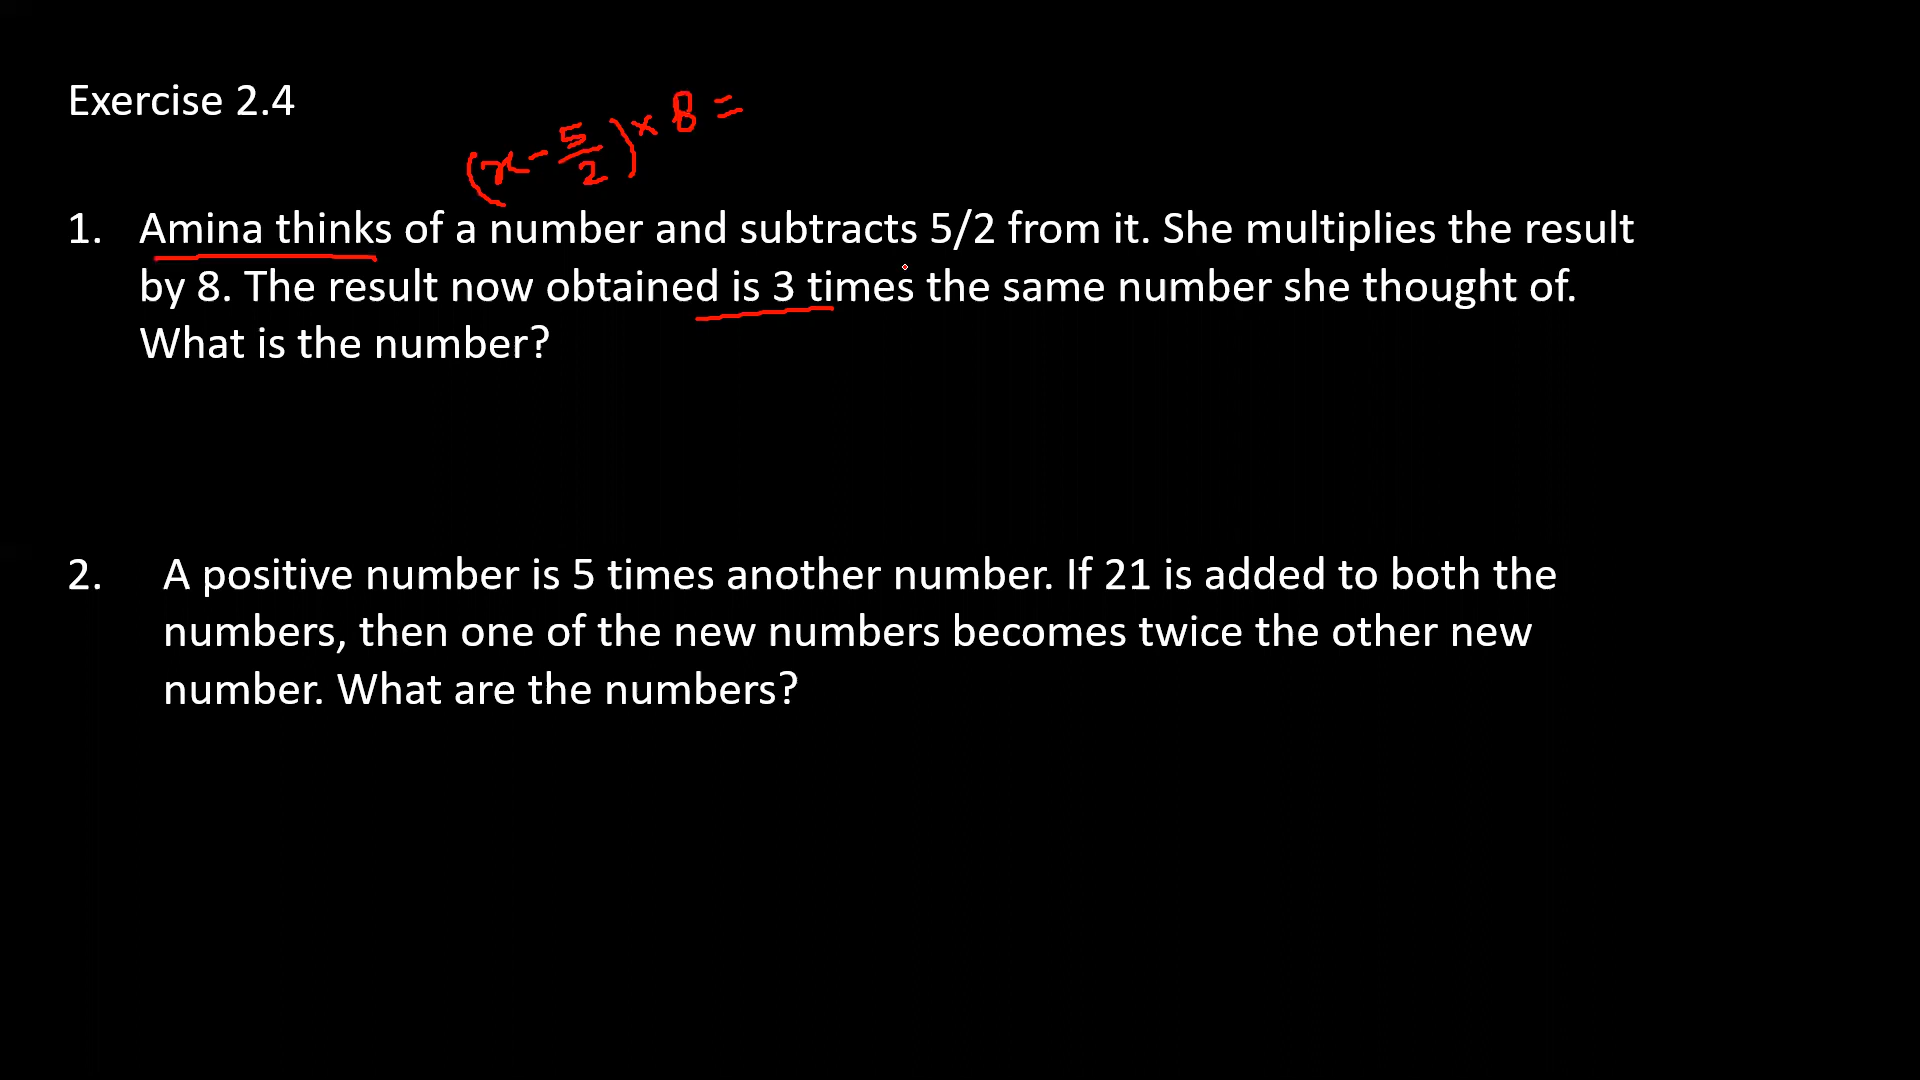 Exercise 2.4
(x - 5/2) × 8 =
1. Amina thinks of a number and subtracts 5/2 from it. She multiplies the result
by 8. The result now obtained is 3 times the same number she thought of.
What is the number?
2. A positive number is 5 times another number. If 21 is added to both the
numbers, then one of the new numbers becomes twice the other new
number. What are the numbers?